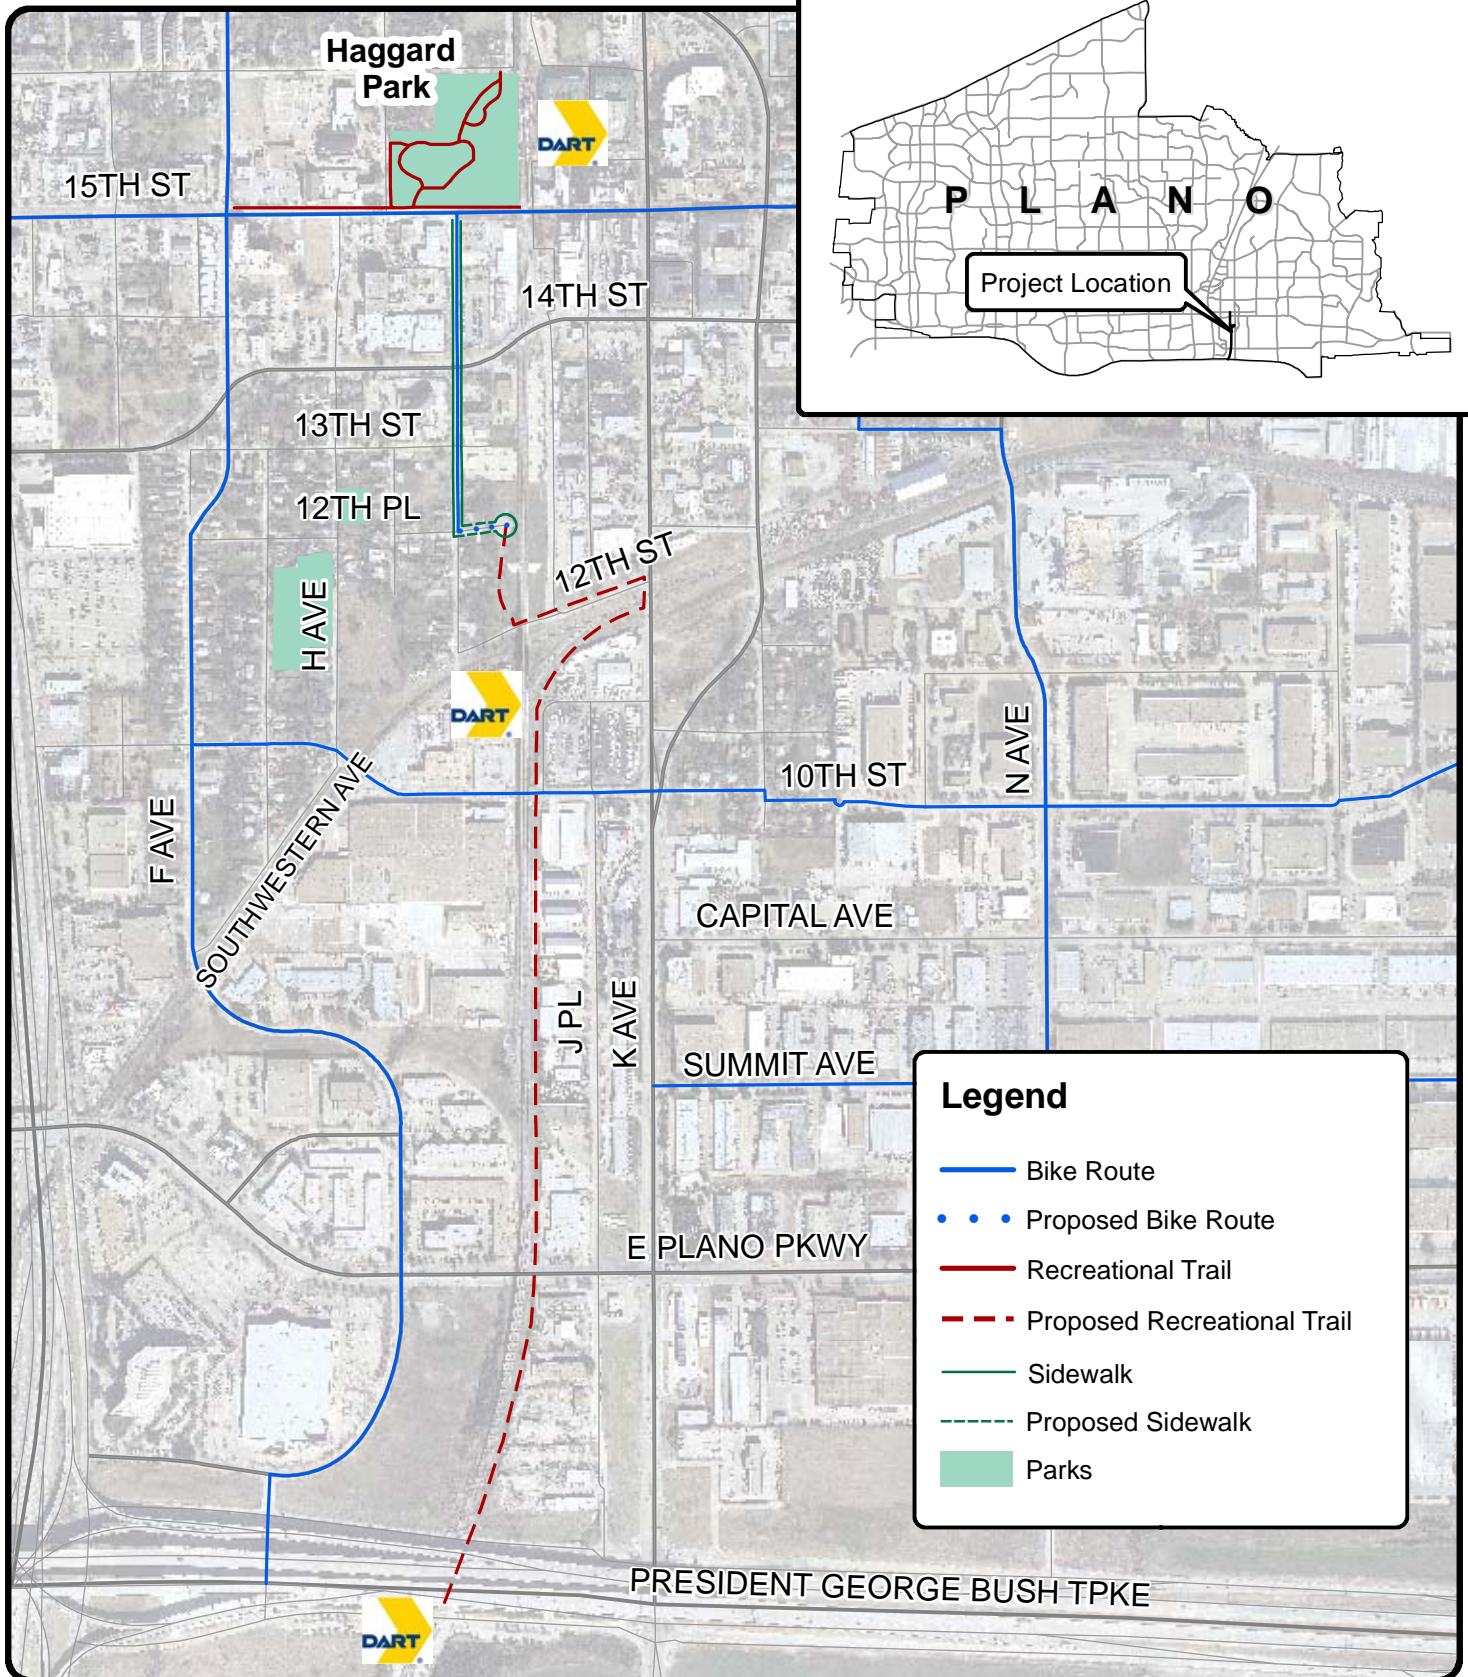 Haggard
Park
DART
15TH ST
P L A N O
Project Location
14TH ST
13TH ST
12TH PL
12TH ST
H AVE
DART
N AVE
10TH ST
SOUTHWESTERN AVE
F AVE
CAPITAL AVE
J PL
K AVE
SUMMIT AVE
E PLANO PKWY
Legend
Bike Route
Proposed Bike Route
Recreational Trail
Proposed Recreational Trail
Sidewalk
Proposed Sidewalk
Parks
PRESIDENT GEORGE BUSH TPKE
DART